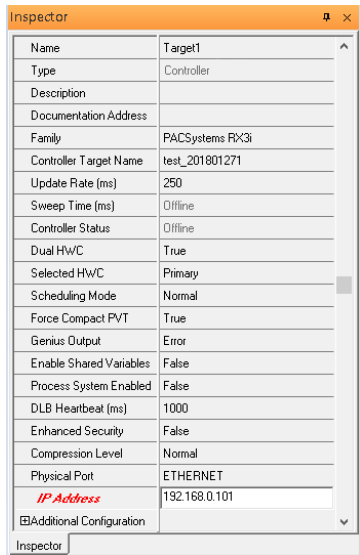 Inspector
Name Target1
Type Controller
Description
Documentation Address
Family PACSystems RX3i
Controller Target Name test_201801271
Update Rate (ms) 250
Sweep Time (ms) Offline
Controller Status Offline
Dual HWC True
Selected HWC Primary
Scheduling Mode Normal
Force Compact PVT True
Genius Output Error
Enable Shared Variables False
Process System Enabled False
DLB Heartbeat (ms) 1000
Enhanced Security False
Compression Level Normal
Physical Port ETHERNET
IP Address 192.168.0.101
Additional Configuration
Inspector